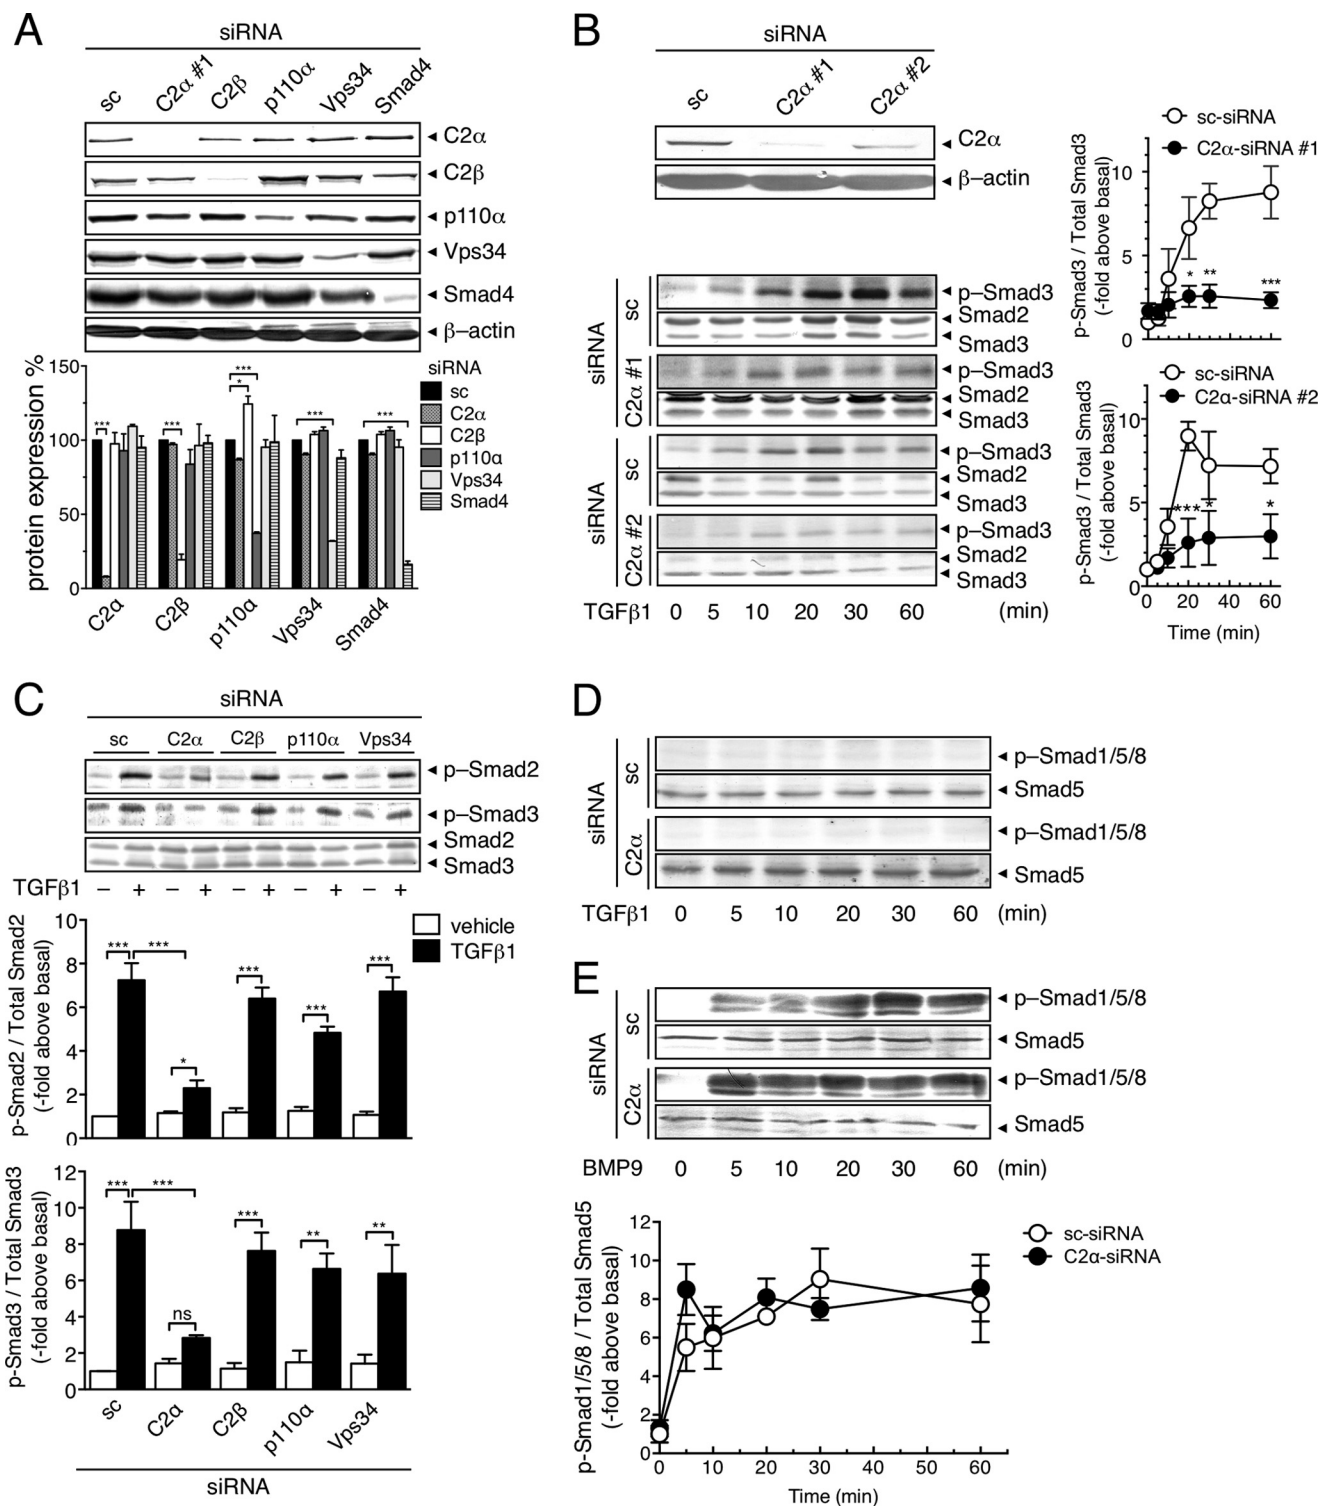 A
siRNA
sc C2α #1 C2β p110α Vps34 Smad4
C2α
C2β
p110α
Vps34
Smad4
β–actin
protein expression %
150
100
50
0
***
***
***
*
***
***
siRNA
sc
C2α
C2β
p110α
Vps34
Smad4
C2α C2β p110α Vps34 Smad4
B
siRNA
sc C2α #1 C2α #2
C2α
β–actin
siRNA
sc
p–Smad3
Smad2
Smad3
C2α #1
p–Smad3
Smad2
Smad3
siRNA
sc
p–Smad3
Smad2
Smad3
C2α #2
p–Smad3
Smad2
Smad3
TGFβ1 0 5 10 20 30 60 (min)
sc-siRNA
C2α-siRNA #1
p-Smad3 / Total Smad3
(-fold above basal)
10
5
0
* ** ***
sc-siRNA
C2α-siRNA #2
p-Smad3 / Total Smad3
(-fold above basal)
10
5
0
*** * *
0 20 40 60
Time (min)
C
siRNA
sc C2α C2β p110α Vps34
p–Smad2
p–Smad3
Smad2
Smad3
TGFβ1 – + – + – + – + – +
vehicle
TGFβ1
p-Smad2 / Total Smad2
(-fold above basal)
10
8
6
4
2
0
*** *** * *** *** ***
p-Smad3 / Total Smad3
(-fold above basal)
12
10
8
6
4
2
0
*** *** ns *** ** **
sc C2α C2β p110α Vps34
siRNA
D
siRNA
sc
p–Smad1/5/8
Smad5
C2α
p–Smad1/5/8
Smad5
TGFβ1 0 5 10 20 30 60 (min)
E
siRNA
sc
p–Smad1/5/8
Smad5
C2α
p–Smad1/5/8
Smad5
BMP9 0 5 10 20 30 60 (min)
p-Smad1/5/8 / Total Smad5
(-fold above basal)
12
10
8
6
4
2
0
sc-siRNA
C2α-siRNA
0 10 20 30 40 50 60
Time (min)